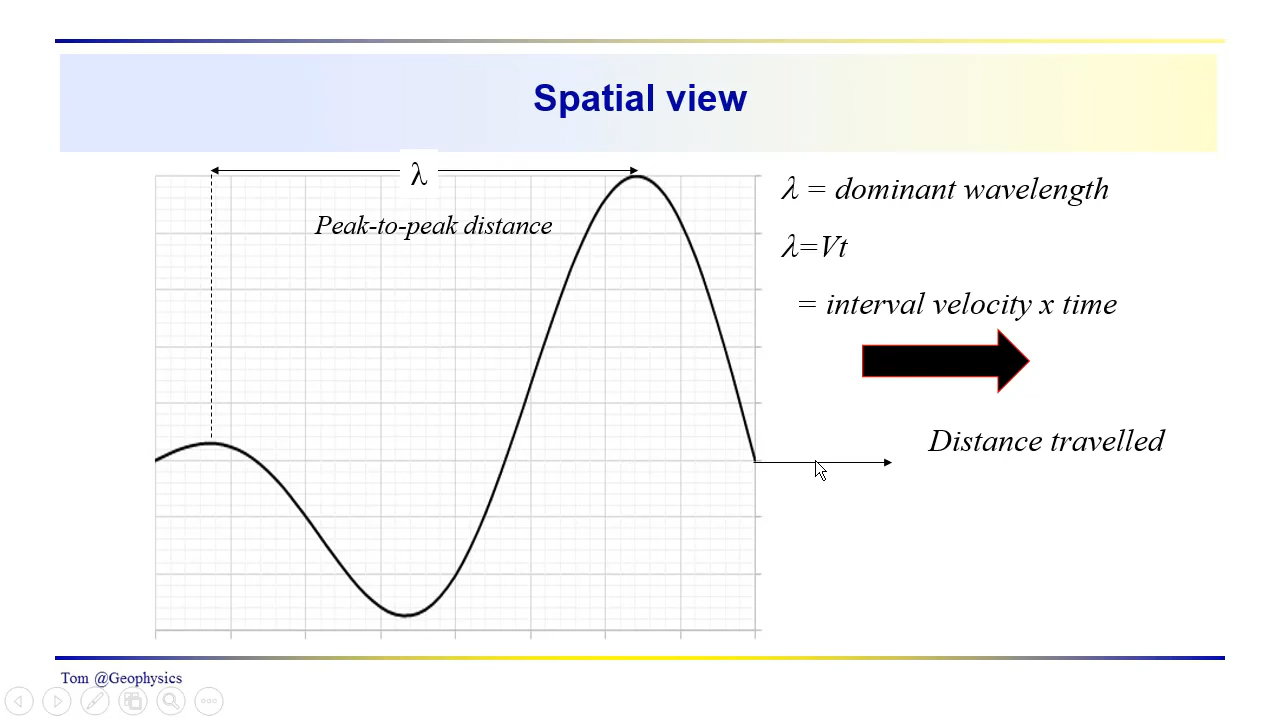 Spatial view
λ
Peak-to-peak distance
λ = dominant wavelength
λ=Vt
= interval velocity x time
Distance travelled
Tom @Geophysics